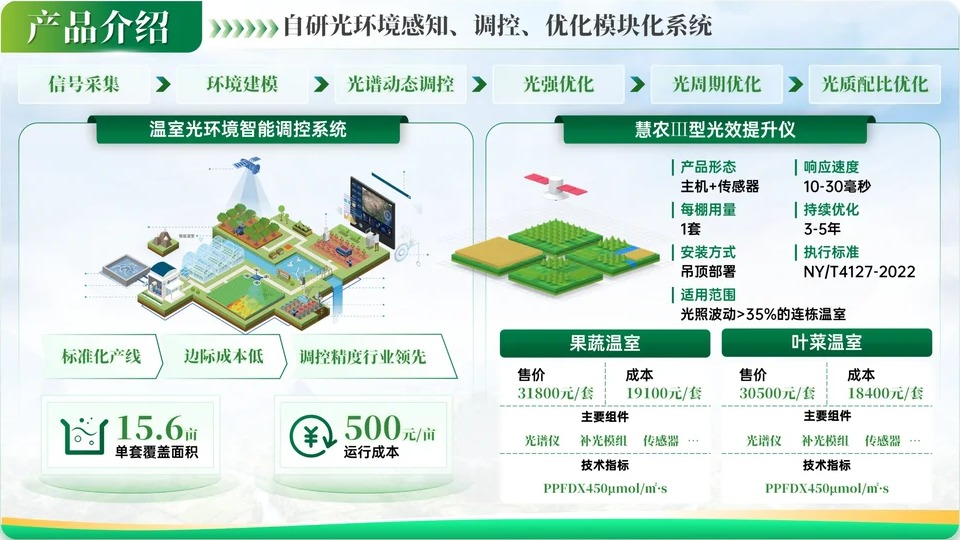 产品介绍
自研光环境感知、调控、优化模块化系统
信号采集
环境建模
光谱动态调控
光强优化
光周期优化
光质配比优化
温室光环境智能调控系统
标准化产线
边际成本低
调控精度行业领先
15.6亩
单套覆盖面积
500元/亩
运行成本
慧农III型光效提升仪
产品形态
主机+传感器
响应速度
10-30毫秒
每棚用量
1套
持续优化
3-5年
安装方式
吊顶部署
执行标准
NY/T4127-2022
适用范围
光照波动>35%的连栋温室
果蔬温室
售价
31800元/套
成本
19100元/套
主要组件
光谱仪 补光模组 传感器 ···
技术指标
PPFDX450μmol/㎡·s
叶菜温室
售价
30500元/套
成本
18400元/套
主要组件
光谱仪 补光模组 传感器 ···
技术指标
PPFDX450μmol/㎡·s